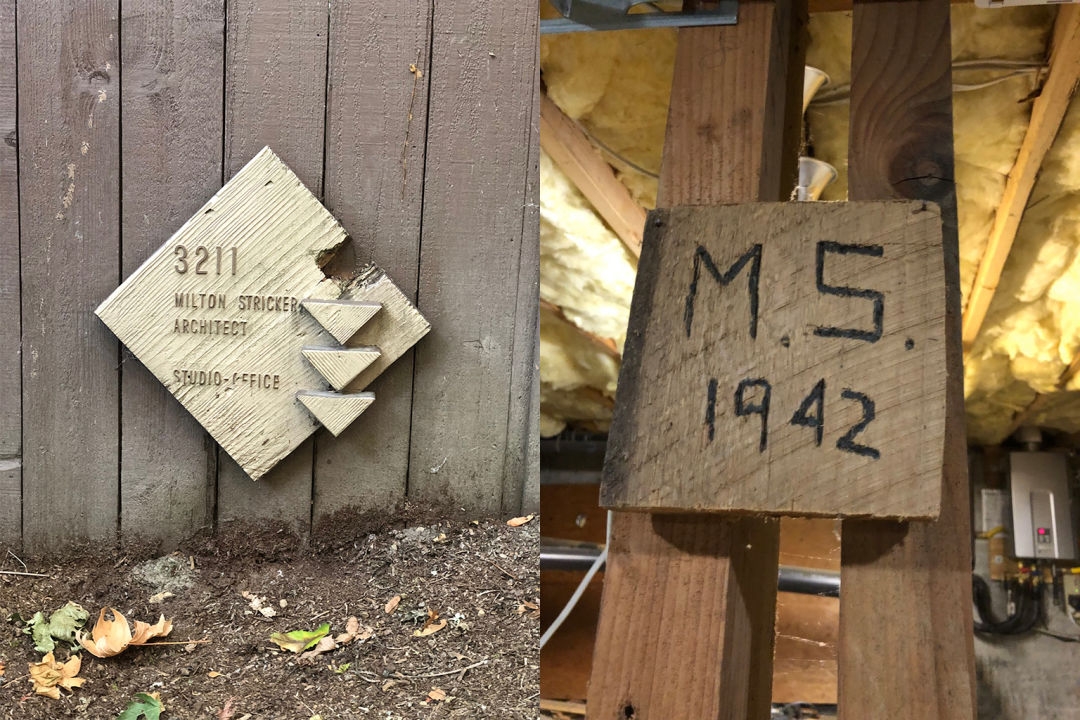 3211
MILTON STRICKER,
ARCHITECT
STUDIO-OFFICE
M.S.
1942